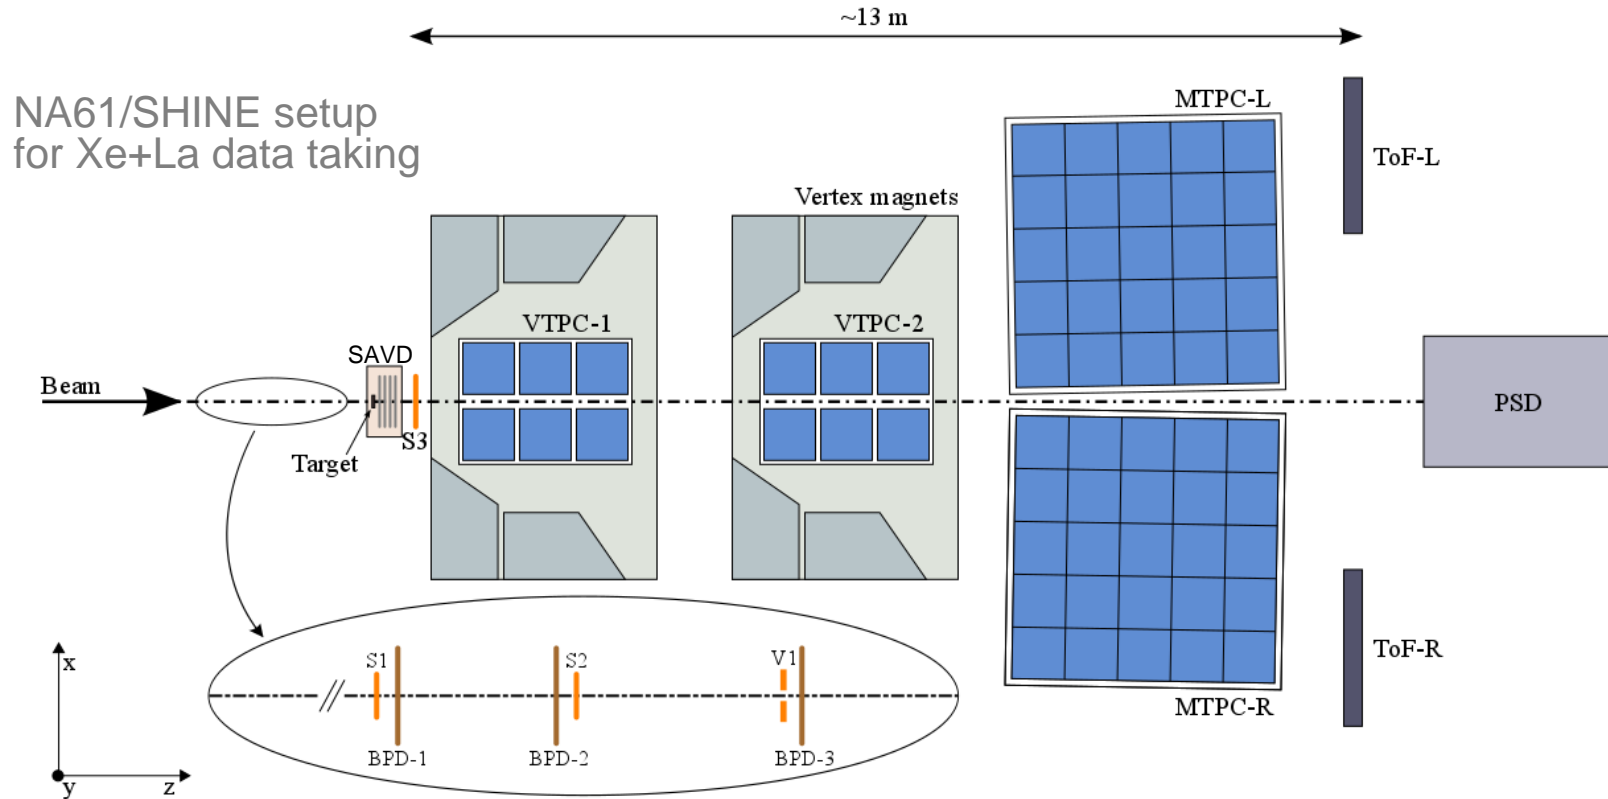 ~13 m
NA61/SHINE setup
for Xe+La data taking
MTPC-L
ToF-L
Vertex magnets
VTPC-1
VTPC-2
SAVD
Beam
PSD
S3
Target
x
S1
S2
V1
ToF-R
MTPC-R
BPD-1
BPD-2
BPD-3
y
z